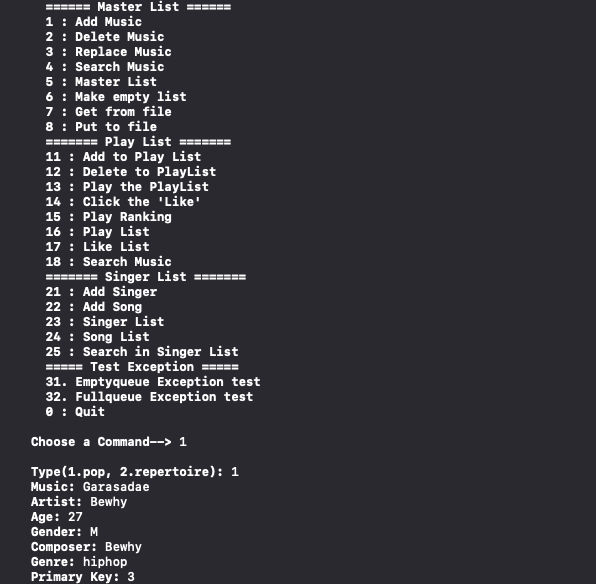 ====== Master List ======
1 : Add Music
2 : Delete Music
3 : Replace Music
4 : Search Music
5 : Master List
6 : Make empty list
7 : Get from file
8 : Put to file
======= Play List =======
11 : Add to Play List
12 : Delete to PlayList
13 : Play the PlayList
14 : Click the 'Like'
15 : Play Ranking
16 : Play List
17 : Like List
18 : Search Music
======= Singer List =======
21 : Add Singer
22 : Add Song
23 : Singer List
24 : Song List
25 : Search in Singer List
===== Test Exception =====
31. Emptyqueue Exception test
32. Fullqueue Exception test
0 : Quit
Choose a Command--> 1
Type(1.pop, 2.repertoire): 1
Music: Garasadae
Artist: Bewhy
Age: 27
Gender: M
Composer: Bewhy
Genre: hiphop
Primary Key: 3